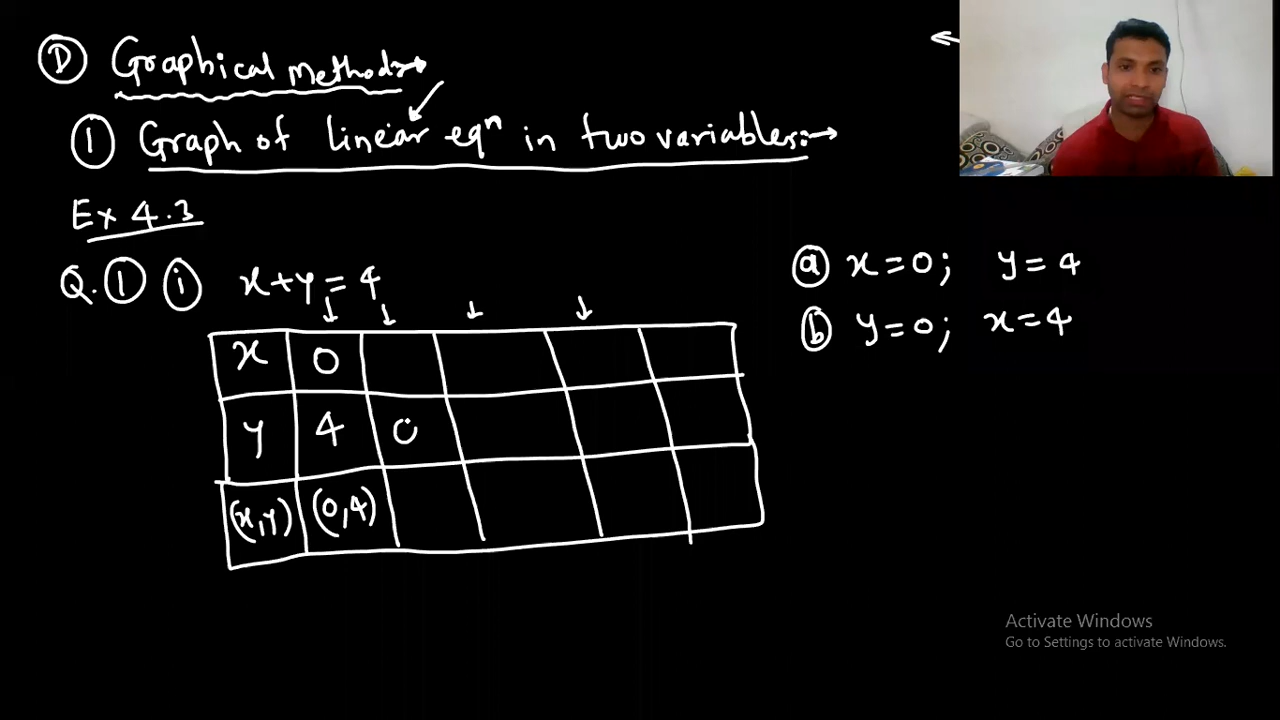 D Graphical Method:→
1 Graph of linear eqⁿ in two variables:→
Ex 4.3
Q. 1 i x+y=4
a x=0; y=4
b y=0; x=4
x 0
y 4 0
(x,y) (0,4)
Activate Windows
Go to Settings to activate Windows.